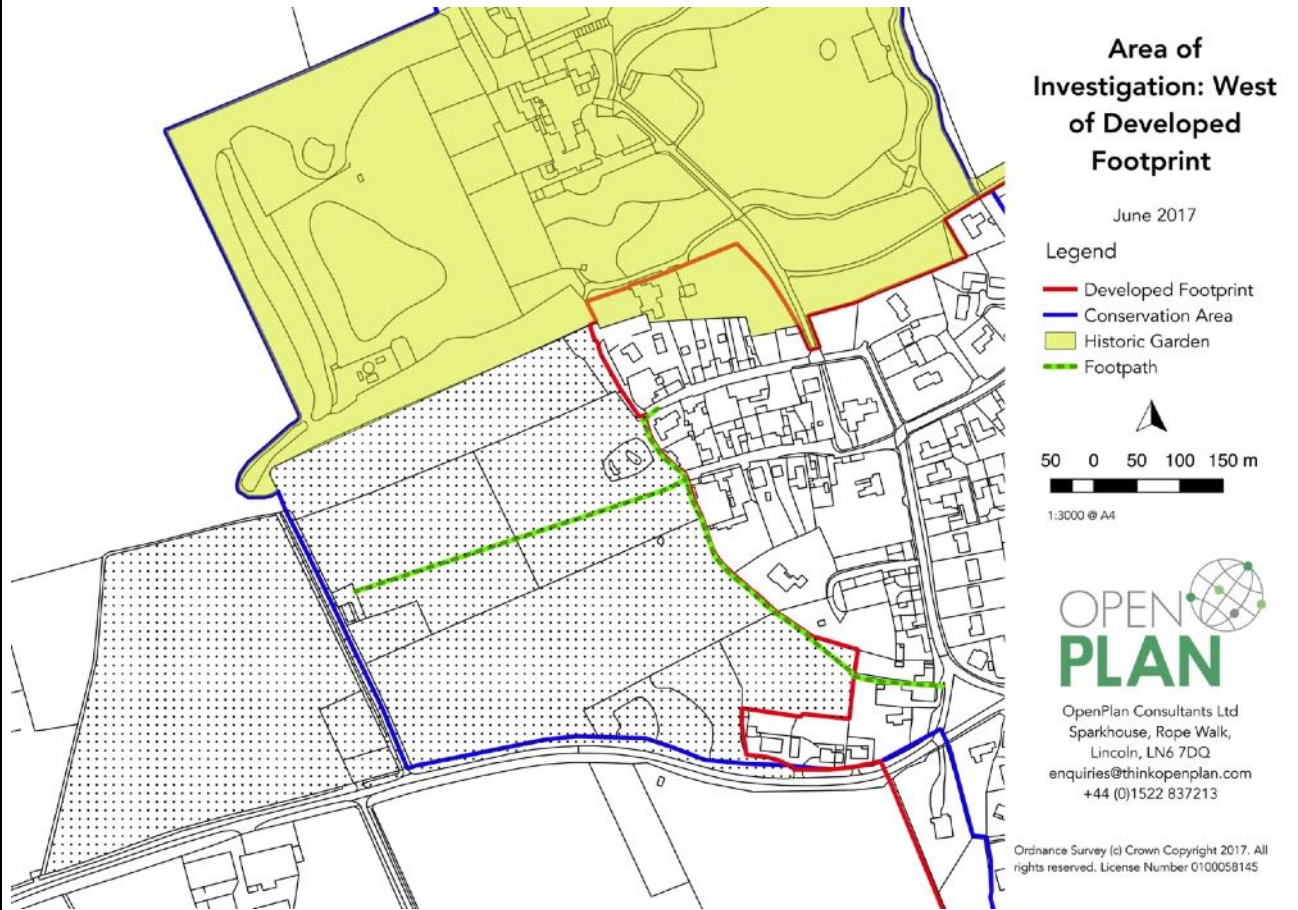 Area of
Investigation: West
of Developed
Footprint
June 2017
Legend
Developed Footprint
Conservation Area
Historic Garden
Footpath
50 0 50 100 150 m
1:3000 @ A4
OPEN
PLAN
OpenPlan Consultants Ltd
Sparkhouse, Rope Walk,
Lincoln, LN6 7DQ
enquiries@thinkopenplan.com
+44 (0)1522 837213
Ordnance Survey (c) Crown Copyright 2017. All
rights reserved. License Number 0100058145